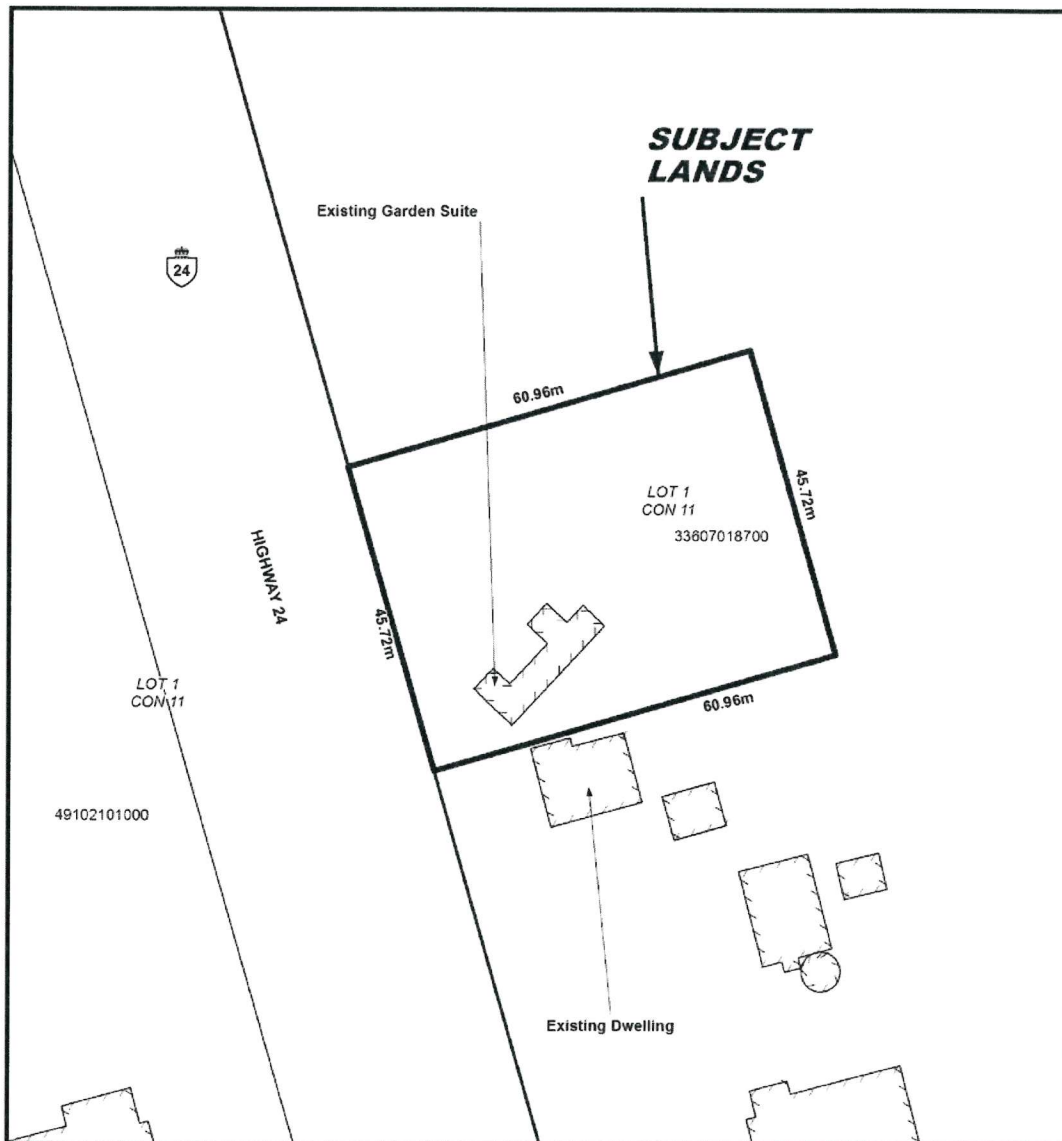 SUBJECT
LANDS
Existing Garden Suite
24
60.96m
LOT 1
CON 11
33607018700
45.72m
HIGHWAY 24
45.72m
LOT 1
CON 11
60.96m
49102101000
Existing Dwelling